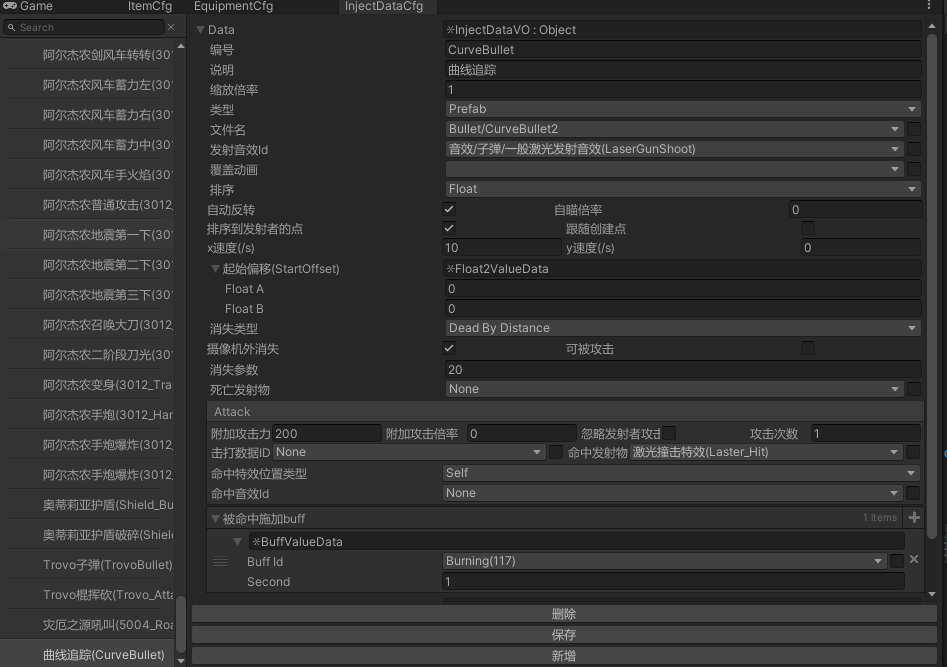 Game ItemCfg EquipmentCfg InjectDataCfg
Search
阿尔杰农剑风车转转(301
阿尔杰农风车蓄力左(301
阿尔杰农风车蓄力右(301
阿尔杰农风车蓄力中(301
阿尔杰农风车手火焰(301
阿尔杰农普通攻击(3012_
阿尔杰农地震第一下(301
阿尔杰农地震第二下(301
阿尔杰农地震第三下(301
阿尔杰农召唤大刀(3012_
阿尔杰农二阶段刀光(301
阿尔杰农变身(3012_Tra
阿尔杰农手炮(3012_Har
阿尔杰农手炮爆炸(3012_
阿尔杰农手炮爆炸(3012_
奥蒂莉亚护盾(Shield_Bu
奥蒂莉亚护盾破碎(Shiel
Trovo子弹(TrovoBullet)
Trovo棍挥砍(Trovo_Atta
灾厄之源吼叫(5004_Roa
曲线追踪(CurveBullet)
Data ※InjectDataVO : Object
编号 CurveBullet
说明 曲线追踪
缩放倍率 1
类型 Prefab
文件名 Bullet/CurveBullet2
发射音效Id 音效/子弹/一般激光发射音效(LaserGunShoot)
覆盖动画
排序 Float
自动反转 自瞄倍率 0
排序到发射者的点 跟随创建点
x速度(/s) 10 y速度(/s) 0
起始偏移(StartOffset) ※Float2ValueData
Float A 0
Float B 0
消失类型 Dead By Distance
摄像机外消失 可被攻击
消失参数 20
死亡发射物 None
Attack
附加攻击力 200 附加攻击倍率 0 忽略发射者攻击 攻击次数 1
击打数据ID None 命中发射物 激光撞击特效(Laster_Hit)
命中特效位置类型 Self
命中音效Id None
被命中施加buff 1 items
※BuffValueData
Buff Id Burning(117)
Second 1
删除
保存
新增